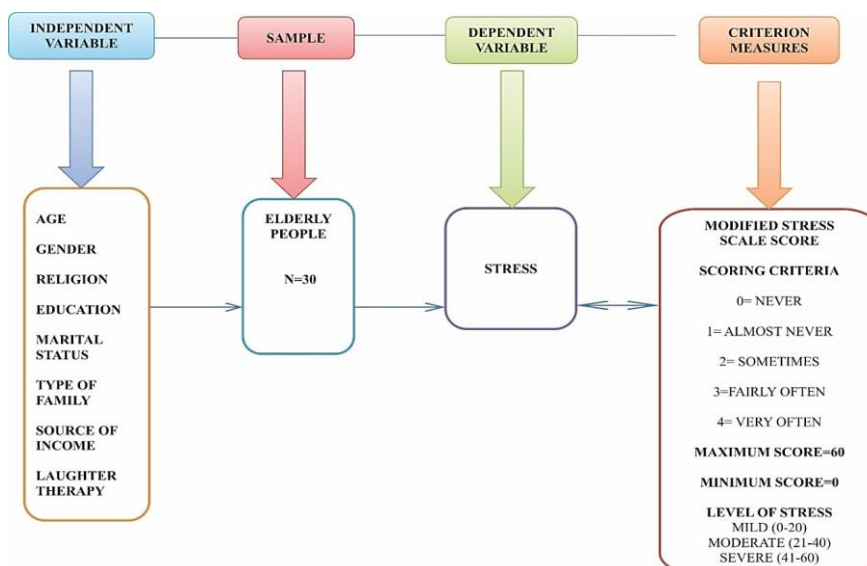 INDEPENDENT
VARIABLE
SAMPLE
DEPENDENT
VARIABLE
CRITERION
MEASURES
AGE
GENDER
RELIGION
EDUCATION
MARITAL
STATUS
TYPE OF
FAMILY
SOURCE OF
INCOME
LAUGHTER
THERAPY
ELDERLY
PEOPLE
N=30
STRESS
MODIFIED STRESS
SCALE SCORE
SCORING CRITERIA
0= NEVER
1= ALMOST NEVER
2= SOMETIMES
3=FAIRLY OFTEN
4= VERY OFTEN
MAXIMUM SCORE=60
MINIMUM SCORE=0
LEVEL OF STRESS
MILD (0-20)
MODERATE (21-40)
SEVERE (41-60)